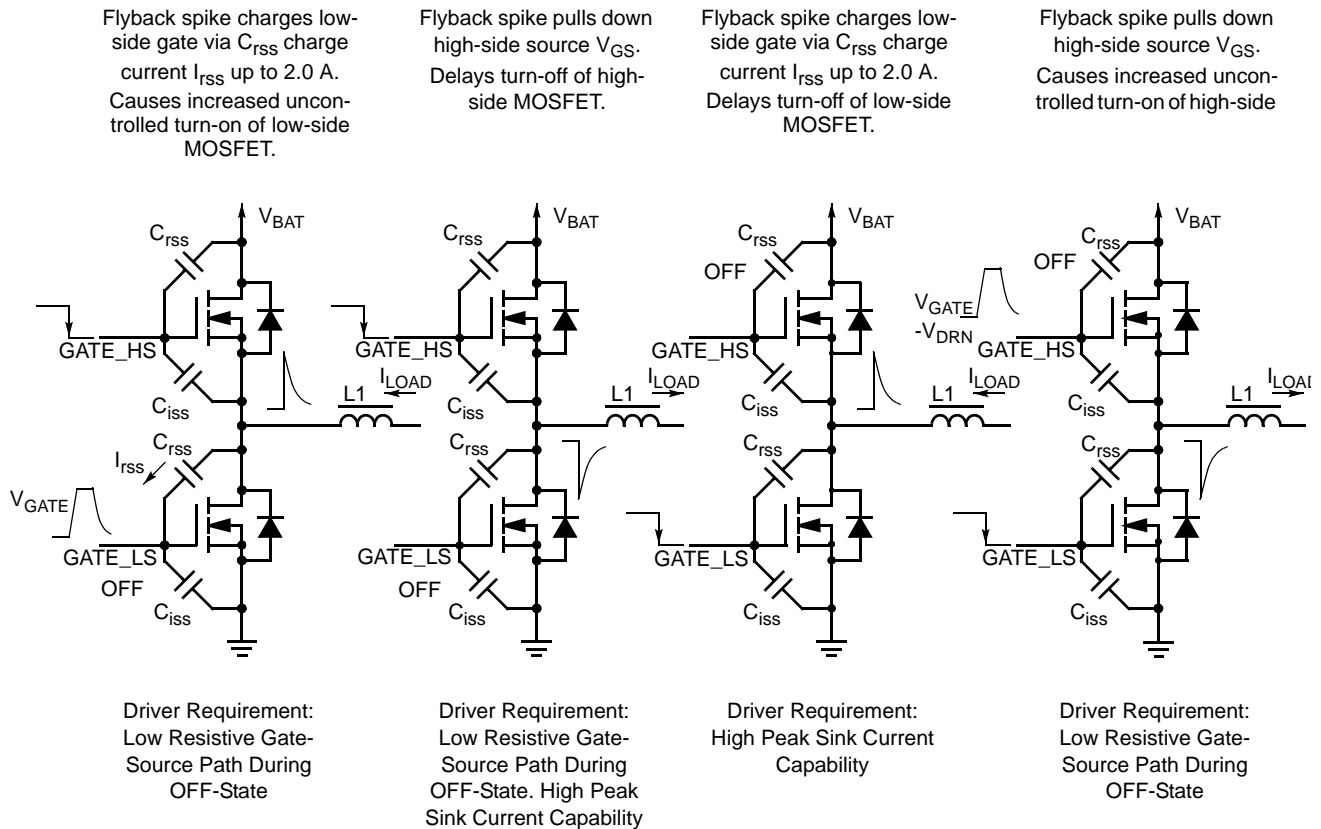 Flyback spike charges low-
side gate via Crss charge
current Irss up to 2.0 A.
Causes increased uncon-
trolled turn-on of low-side
MOSFET.
Flyback spike pulls down
high-side source VGS.
Delays turn-off of high-
side MOSFET.
Flyback spike charges low-
side gate via Crss charge
current Irss up to 2.0 A.
Delays turn-off of low-side
MOSFET.
Flyback spike pulls down
high-side source VGS.
Causes increased uncon-
trolled turn-on of high-side
VBAT
Crss
GATE_HS
Ciss
ILOAD
L1
Crss
Irss
VGATE
GATE_LS
OFF
Ciss
VBAT
Crss
GATE_HS
Ciss
ILOAD
L1
Crss
GATE_LS
OFF
Ciss
VBAT
Crss
OFF
GATE_HS
Ciss
ILOAD
L1
Crss
GATE_LS
Ciss
VBAT
Crss
OFF
VGATE
-VDRN
GATE_HS
Ciss
ILOAD
L1
Crss
GATE_LS
Ciss
Driver Requirement:
Low Resistive Gate-
Source Path During
OFF-State
Driver Requirement:
Low Resistive Gate-
Source Path During
OFF-State. High Peak
Sink Current Capability
Driver Requirement:
High Peak Sink Current
Capability
Driver Requirement:
Low Resistive Gate-
Source Path During
OFF-State